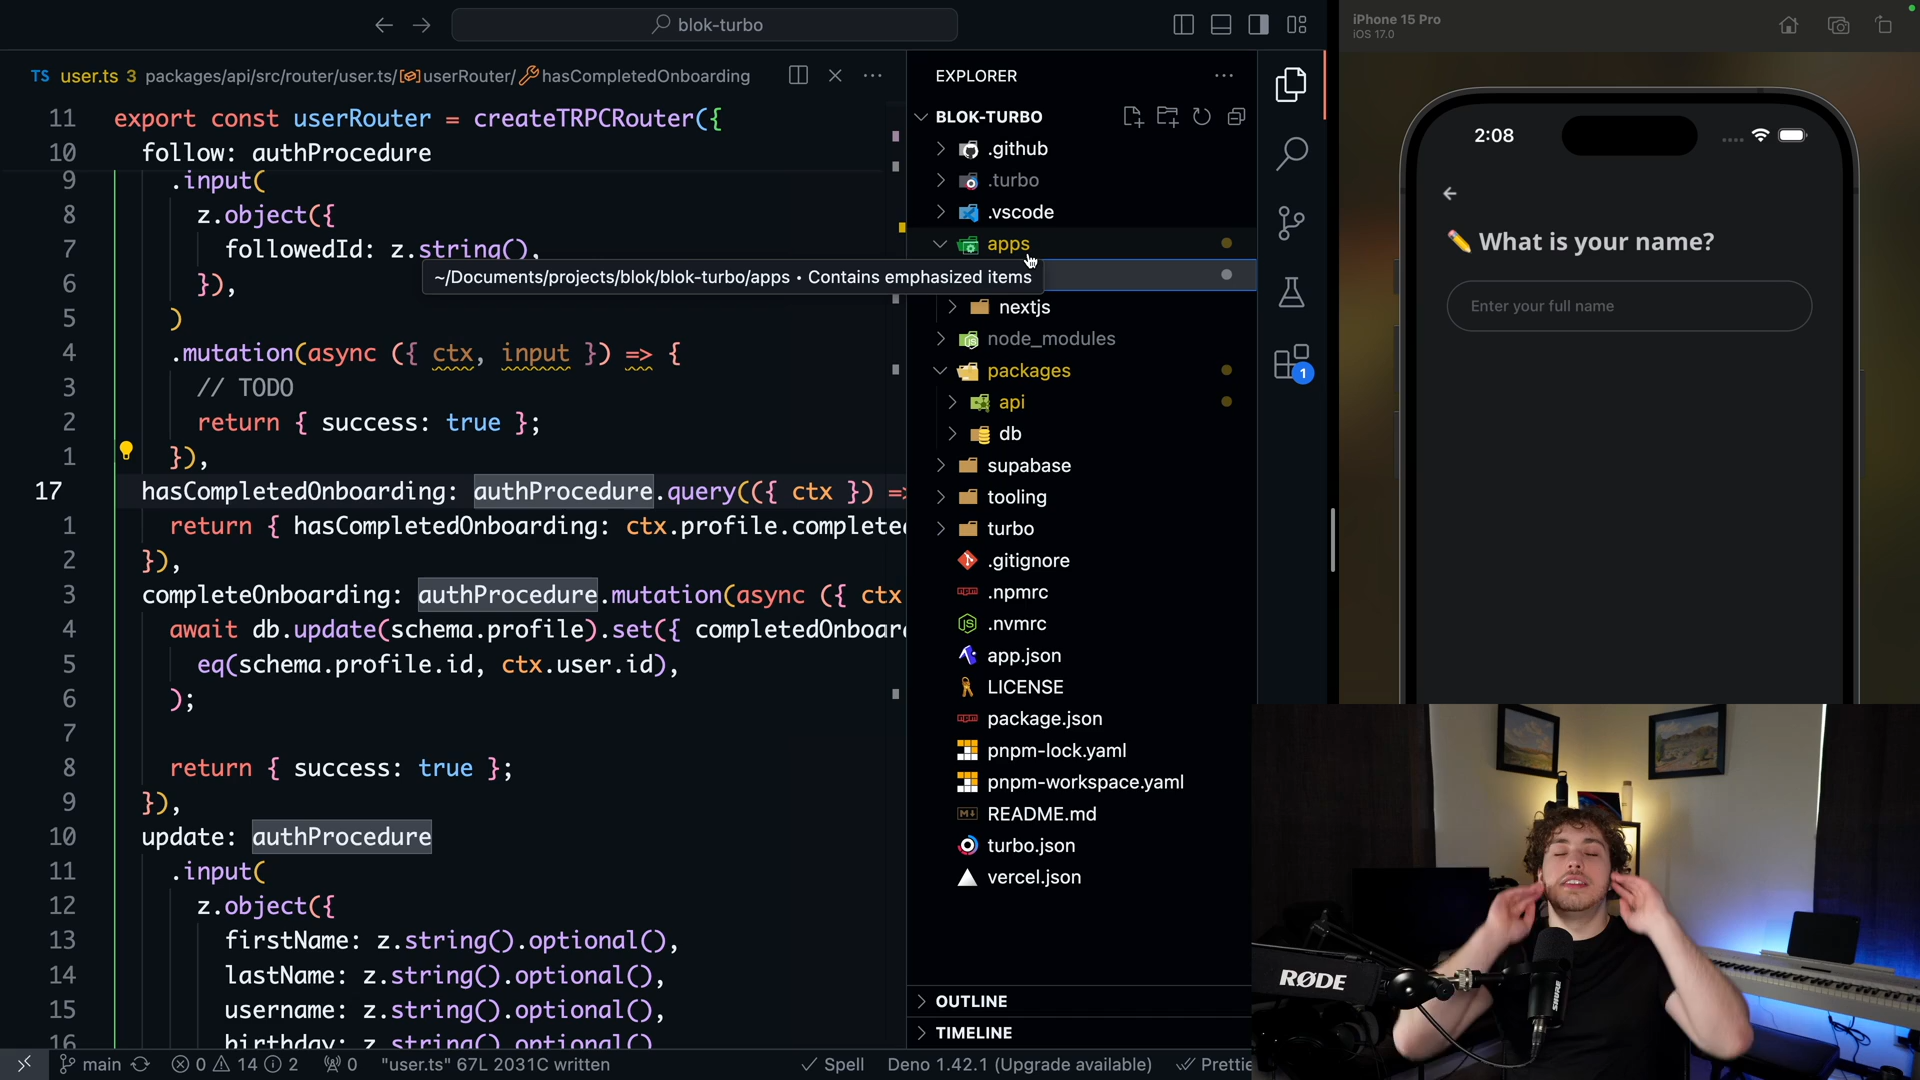 blok-turbo
TS user.ts 3 packages/api/src/router/user.ts/ userRouter/ hasCompletedOnboarding
11 export const userRouter = createTRPCRouter({
10 follow: authProcedure
9 .input(
8 z.object({
7 followedId: z.string(),
6 }),
5 )
4 .mutation(async ({ ctx, input }) => {
3 // TODO
2 return { success: true };
1 }),
17 hasCompletedOnboarding: authProcedure.query(({ ctx }) =>
1 return { hasCompletedOnboarding: ctx.profile.complete
2 }),
3 completeOnboarding: authProcedure.mutation(async ({ ctx
4 await db.update(schema.profile).set({ completedOnboar
5 eq(schema.profile.id, ctx.user.id),
6 );
7
8 return { success: true };
9 }),
10 update: authProcedure
11 .input(
12 z.object({
13 firstName: z.string().optional(),
14 lastName: z.string().optional(),
15 username: z.string().optional(),
16 birthday: z.string().optional()
~/Documents/projects/blok/blok-turbo/apps • Contains emphasized items
EXPLORER
BLOK-TURBO
.github
.turbo
.vscode
apps
nextjs
node_modules
packages
api
db
supabase
tooling
turbo
.gitignore
.npmrc
.nvmrc
app.json
LICENSE
package.json
pnpm-lock.yaml
pnpm-workspace.yaml
README.md
turbo.json
vercel.json
OUTLINE
TIMELINE
1
main 0 14 2 0 "user.ts" 67L 2031C written Spell Deno 1.42.1 (Upgrade available) Prettie
iPhone 15 Pro
iOS 17.0
2:08
What is your name?
Enter your full name
RØDE
SHURE